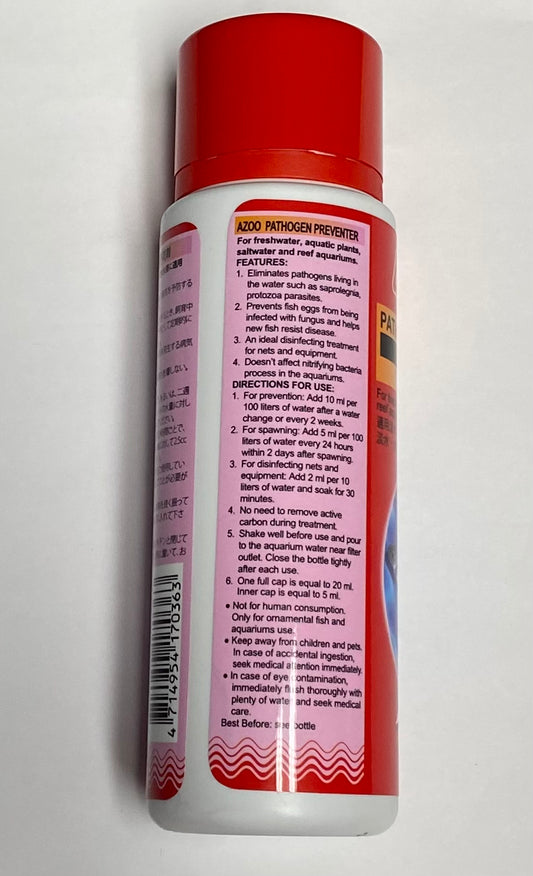 AZOO PATHOGEN PREVENTER
For freshwater, aquatic plants,
saltwater and reef aquariums.
FEATURES:
1. Eliminates pathogens living in
the water such as saprolegnia,
protozoa parasites.
2. Prevents fish eggs from being
infected with fungus and helps
new fish resist disease.
3. An ideal disinfecting treatment
for nets and equipment.
4. Doesn't affect nitrifying bacteria
process in the aquariums.
DIRECTIONS FOR USE:
1. For prevention: Add 10 ml per
100 liters of water after a water
change or every 2 weeks.
2. For spawning: Add 5 ml per 100
liters of water every 24 hours
within 2 days after spawning.
3. For disinfecting nets and
equipment: Add 2 ml per 10
liters of water and soak for 30
minutes.
4. No need to remove active
carbon during treatment.
5. Shake well before use and pour
to the aquarium water near filter
outlet. Close the bottle tightly
after each use.
6. One full cap is equal to 20 ml.
Inner cap is equal to 5 ml.
• Not for human consumption.
Only for ornamental fish and
aquariums use.
• Keep away from children and pets.
In case of accidental ingestion,
seek medical attention immediately.
• In case of eye contamination,
immediately flush thoroughly with
plenty of water and seek medical
care.
Best Before: see bottle
4 714954 170363
PAT
For fres
reef